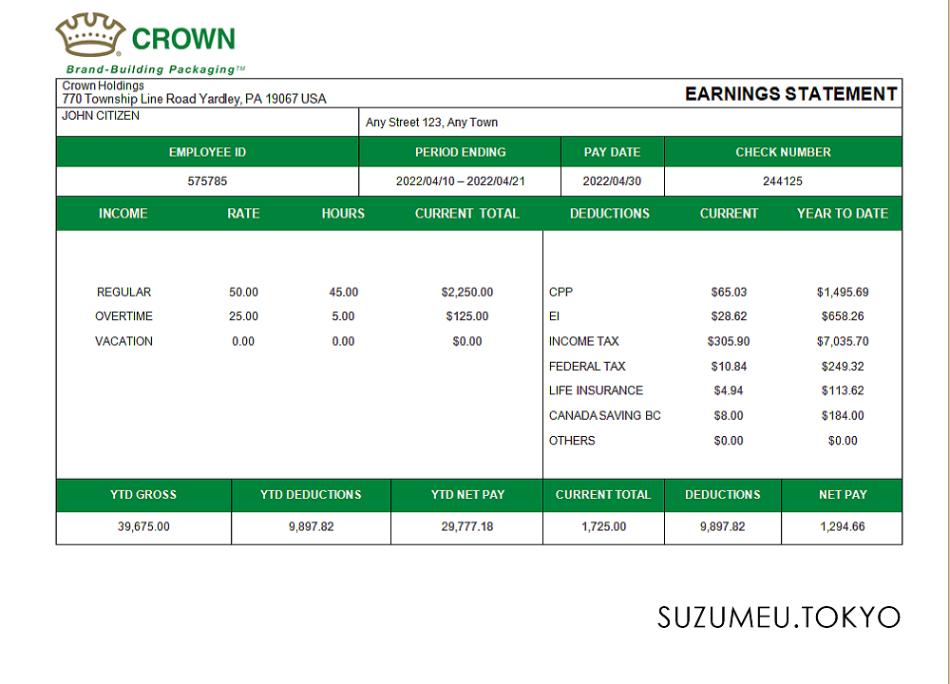 CROWN
Brand-Building Packaging™
Crown Holdings
770 Township Line Road Yardley, PA 19067 USA
EARNINGS STATEMENT
JOHN CITIZEN
Any Street 123, Any Town
EMPLOYEE ID PERIOD ENDING PAY DATE CHECK NUMBER
575785 2022/04/10 – 2022/04/21 2022/04/30 244125
INCOME RATE HOURS CURRENT TOTAL DEDUCTIONS CURRENT YEAR TO DATE
REGULAR 50.00 45.00 $2,250.00 CPP $65.03 $1,495.69
OVERTIME 25.00 5.00 $125.00 EI $28.62 $658.26
VACATION 0.00 0.00 $0.00 INCOME TAX $305.90 $7,035.70
FEDERAL TAX $10.84 $249.32
LIFE INSURANCE $4.94 $113.62
CANADA SAVING BC $8.00 $184.00
OTHERS $0.00 $0.00
YTD GROSS YTD DEDUCTIONS YTD NET PAY CURRENT TOTAL DEDUCTIONS NET PAY
39,675.00 9,897.82 29,777.18 1,725.00 9,897.82 1,294.66
SUZUMEU.TOKYO